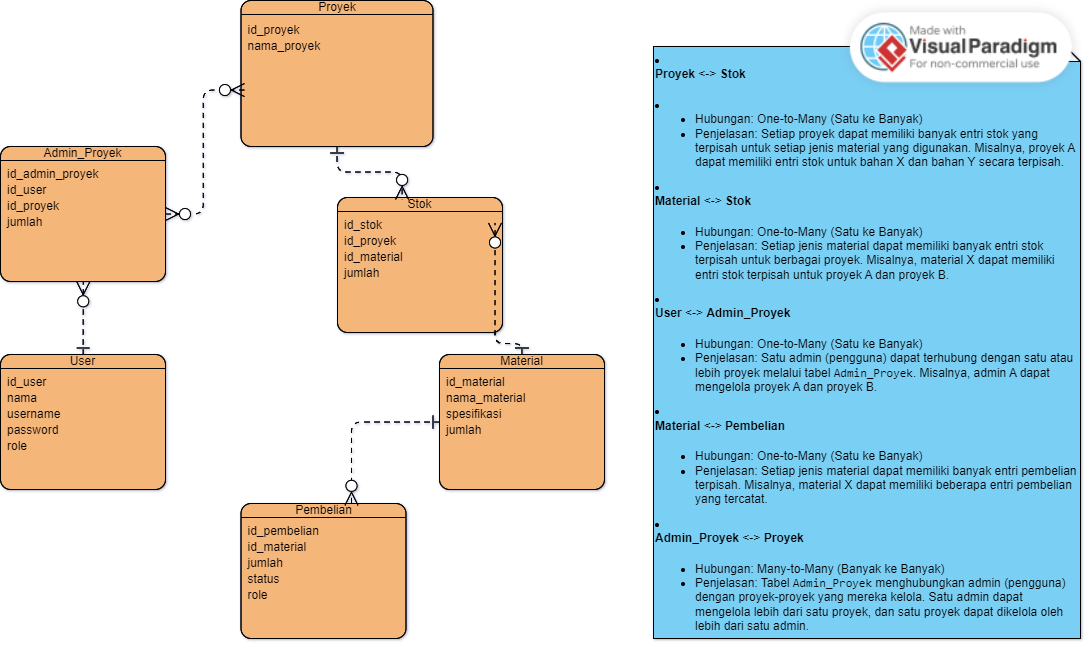 Proyek
id_proyek
nama_proyek
Admin_Proyek
id_admin_proyek
id_user
id_proyek
jumlah
Stok
id_stok
id_proyek
id_material
jumlah
User
id_user
nama
username
password
role
Material
id_material
nama_material
spesifikasi
jumlah
Pembelian
id_pembelian
id_material
jumlah
status
role
Made with
VisualParadigm
For non-commercial use
Proyek <-> Stok
Hubungan: One-to-Many (Satu ke Banyak)
Penjelasan: Setiap proyek dapat memiliki banyak entri stok yang
terpisah untuk setiap jenis material yang digunakan. Misalnya, proyek A
dapat memiliki entri stok untuk bahan X dan bahan Y secara terpisah.
Material <-> Stok
Hubungan: One-to-Many (Satu ke Banyak)
Penjelasan: Setiap jenis material dapat memiliki banyak entri stok
terpisah untuk berbagai proyek. Misalnya, material X dapat memiliki
entri stok terpisah untuk proyek A dan proyek B.
User <-> Admin_Proyek
Hubungan: One-to-Many (Satu ke Banyak)
Penjelasan: Satu admin (pengguna) dapat terhubung dengan satu atau
lebih proyek melalui tabel Admin_Proyek. Misalnya, admin A dapat
mengelola proyek A dan proyek B.
Material <-> Pembelian
Hubungan: One-to-Many (Satu ke Banyak)
Penjelasan: Setiap jenis material dapat memiliki banyak entri pembelian
terpisah. Misalnya, material X dapat memiliki beberapa entri pembelian
yang tercatat.
Admin_Proyek <-> Proyek
Hubungan: Many-to-Many (Banyak ke Banyak)
Penjelasan: Tabel Admin_Proyek menghubungkan admin (pengguna)
dengan proyek-proyek yang mereka kelola. Satu admin dapat
mengelola lebih dari satu proyek, dan satu proyek dapat dikelola oleh
lebih dari satu admin.